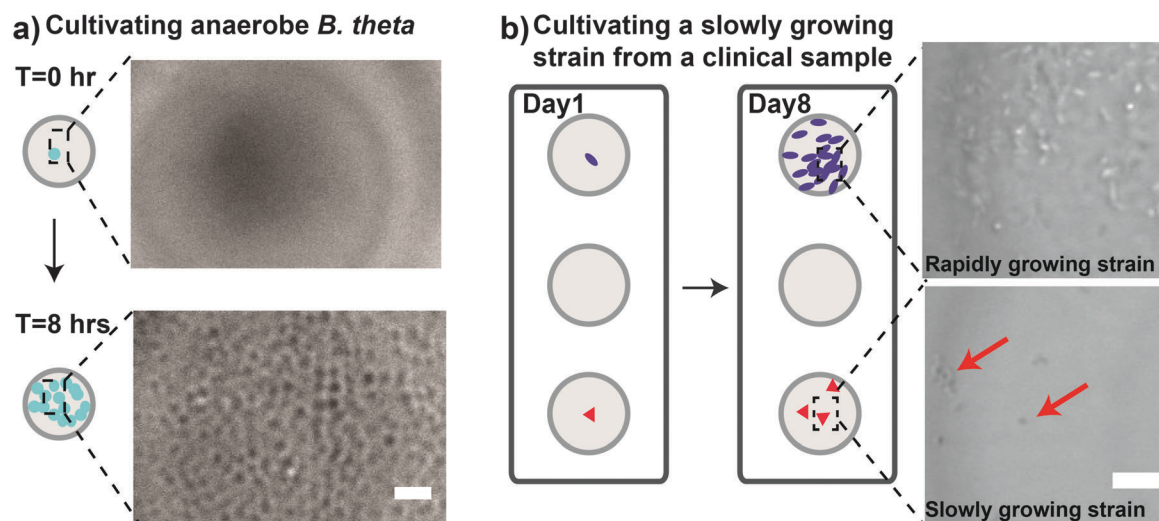 a) Cultivating anaerobe B. theta
T=0 hr
T=8 hrs
b) Cultivating a slowly growing
strain from a clinical sample
Day1
Day8
Rapidly growing strain
Slowly growing strain